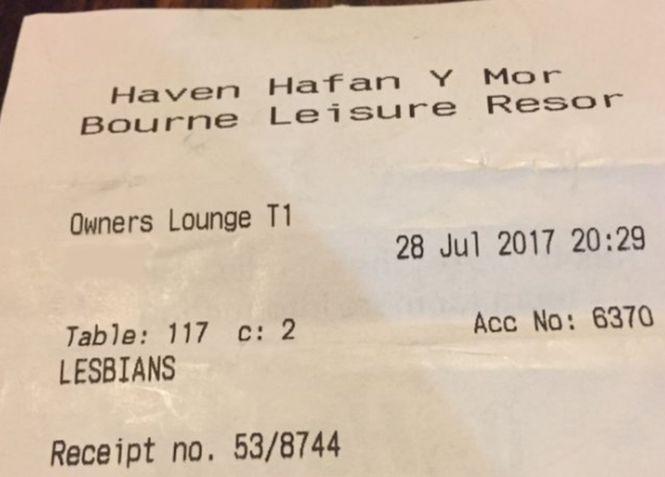 Haven Hafan Y Mor
Bourne Leisure Resor
Owners Lounge T1
28 Jul 2017 20:29
Table: 117 c: 2 Acc No: 6370
LESBIANS
Receipt no. 53/8744